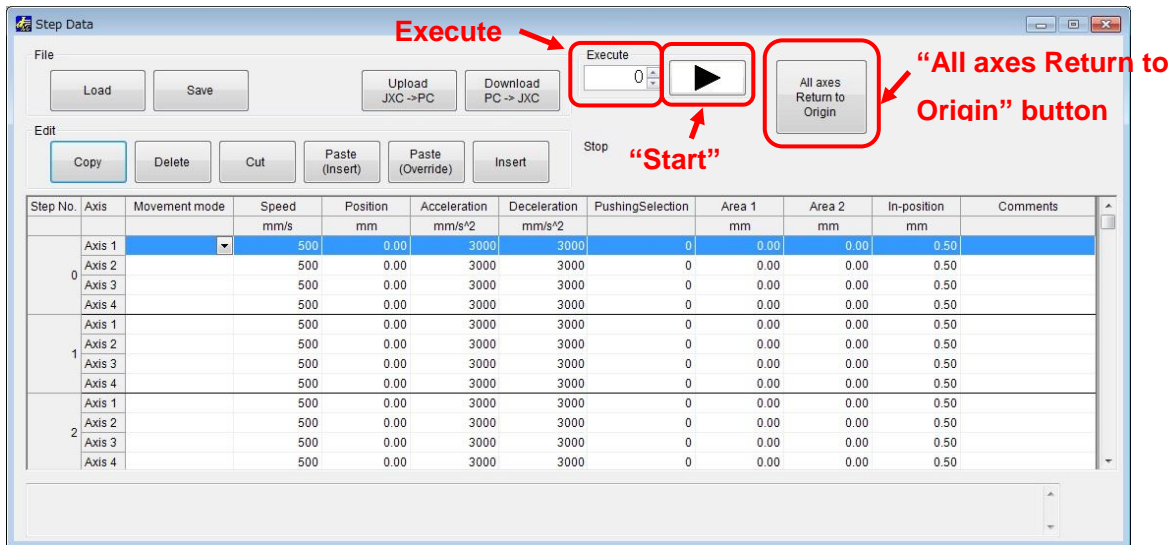 Step Data
Execute
File
Load Save Upload JXC ->PC Download PC -> JXC
Execute
0
All axes Return to Origin
“All axes Return to
Origin” button
Edit
Copy Delete Cut Paste (Insert) Paste (Override) Insert
Stop
“Start”
Step No. Axis Movement mode Speed Position Acceleration Deceleration PushingSelection Area 1 Area 2 In-position Comments
mm/s mm mm/s^2 mm/s^2 mm mm mm
0
Axis 1 500 0.00 3000 3000 0 0.00 0.00 0.50
Axis 2 500 0.00 3000 3000 0 0.00 0.00 0.50
Axis 3 500 0.00 3000 3000 0 0.00 0.00 0.50
Axis 4 500 0.00 3000 3000 0 0.00 0.00 0.50
1
Axis 1 500 0.00 3000 3000 0 0.00 0.00 0.50
Axis 2 500 0.00 3000 3000 0 0.00 0.00 0.50
Axis 3 500 0.00 3000 3000 0 0.00 0.00 0.50
Axis 4 500 0.00 3000 3000 0 0.00 0.00 0.50
2
Axis 1 500 0.00 3000 3000 0 0.00 0.00 0.50
Axis 2 500 0.00 3000 3000 0 0.00 0.00 0.50
Axis 3 500 0.00 3000 3000 0 0.00 0.00 0.50
Axis 4 500 0.00 3000 3000 0 0.00 0.00 0.50